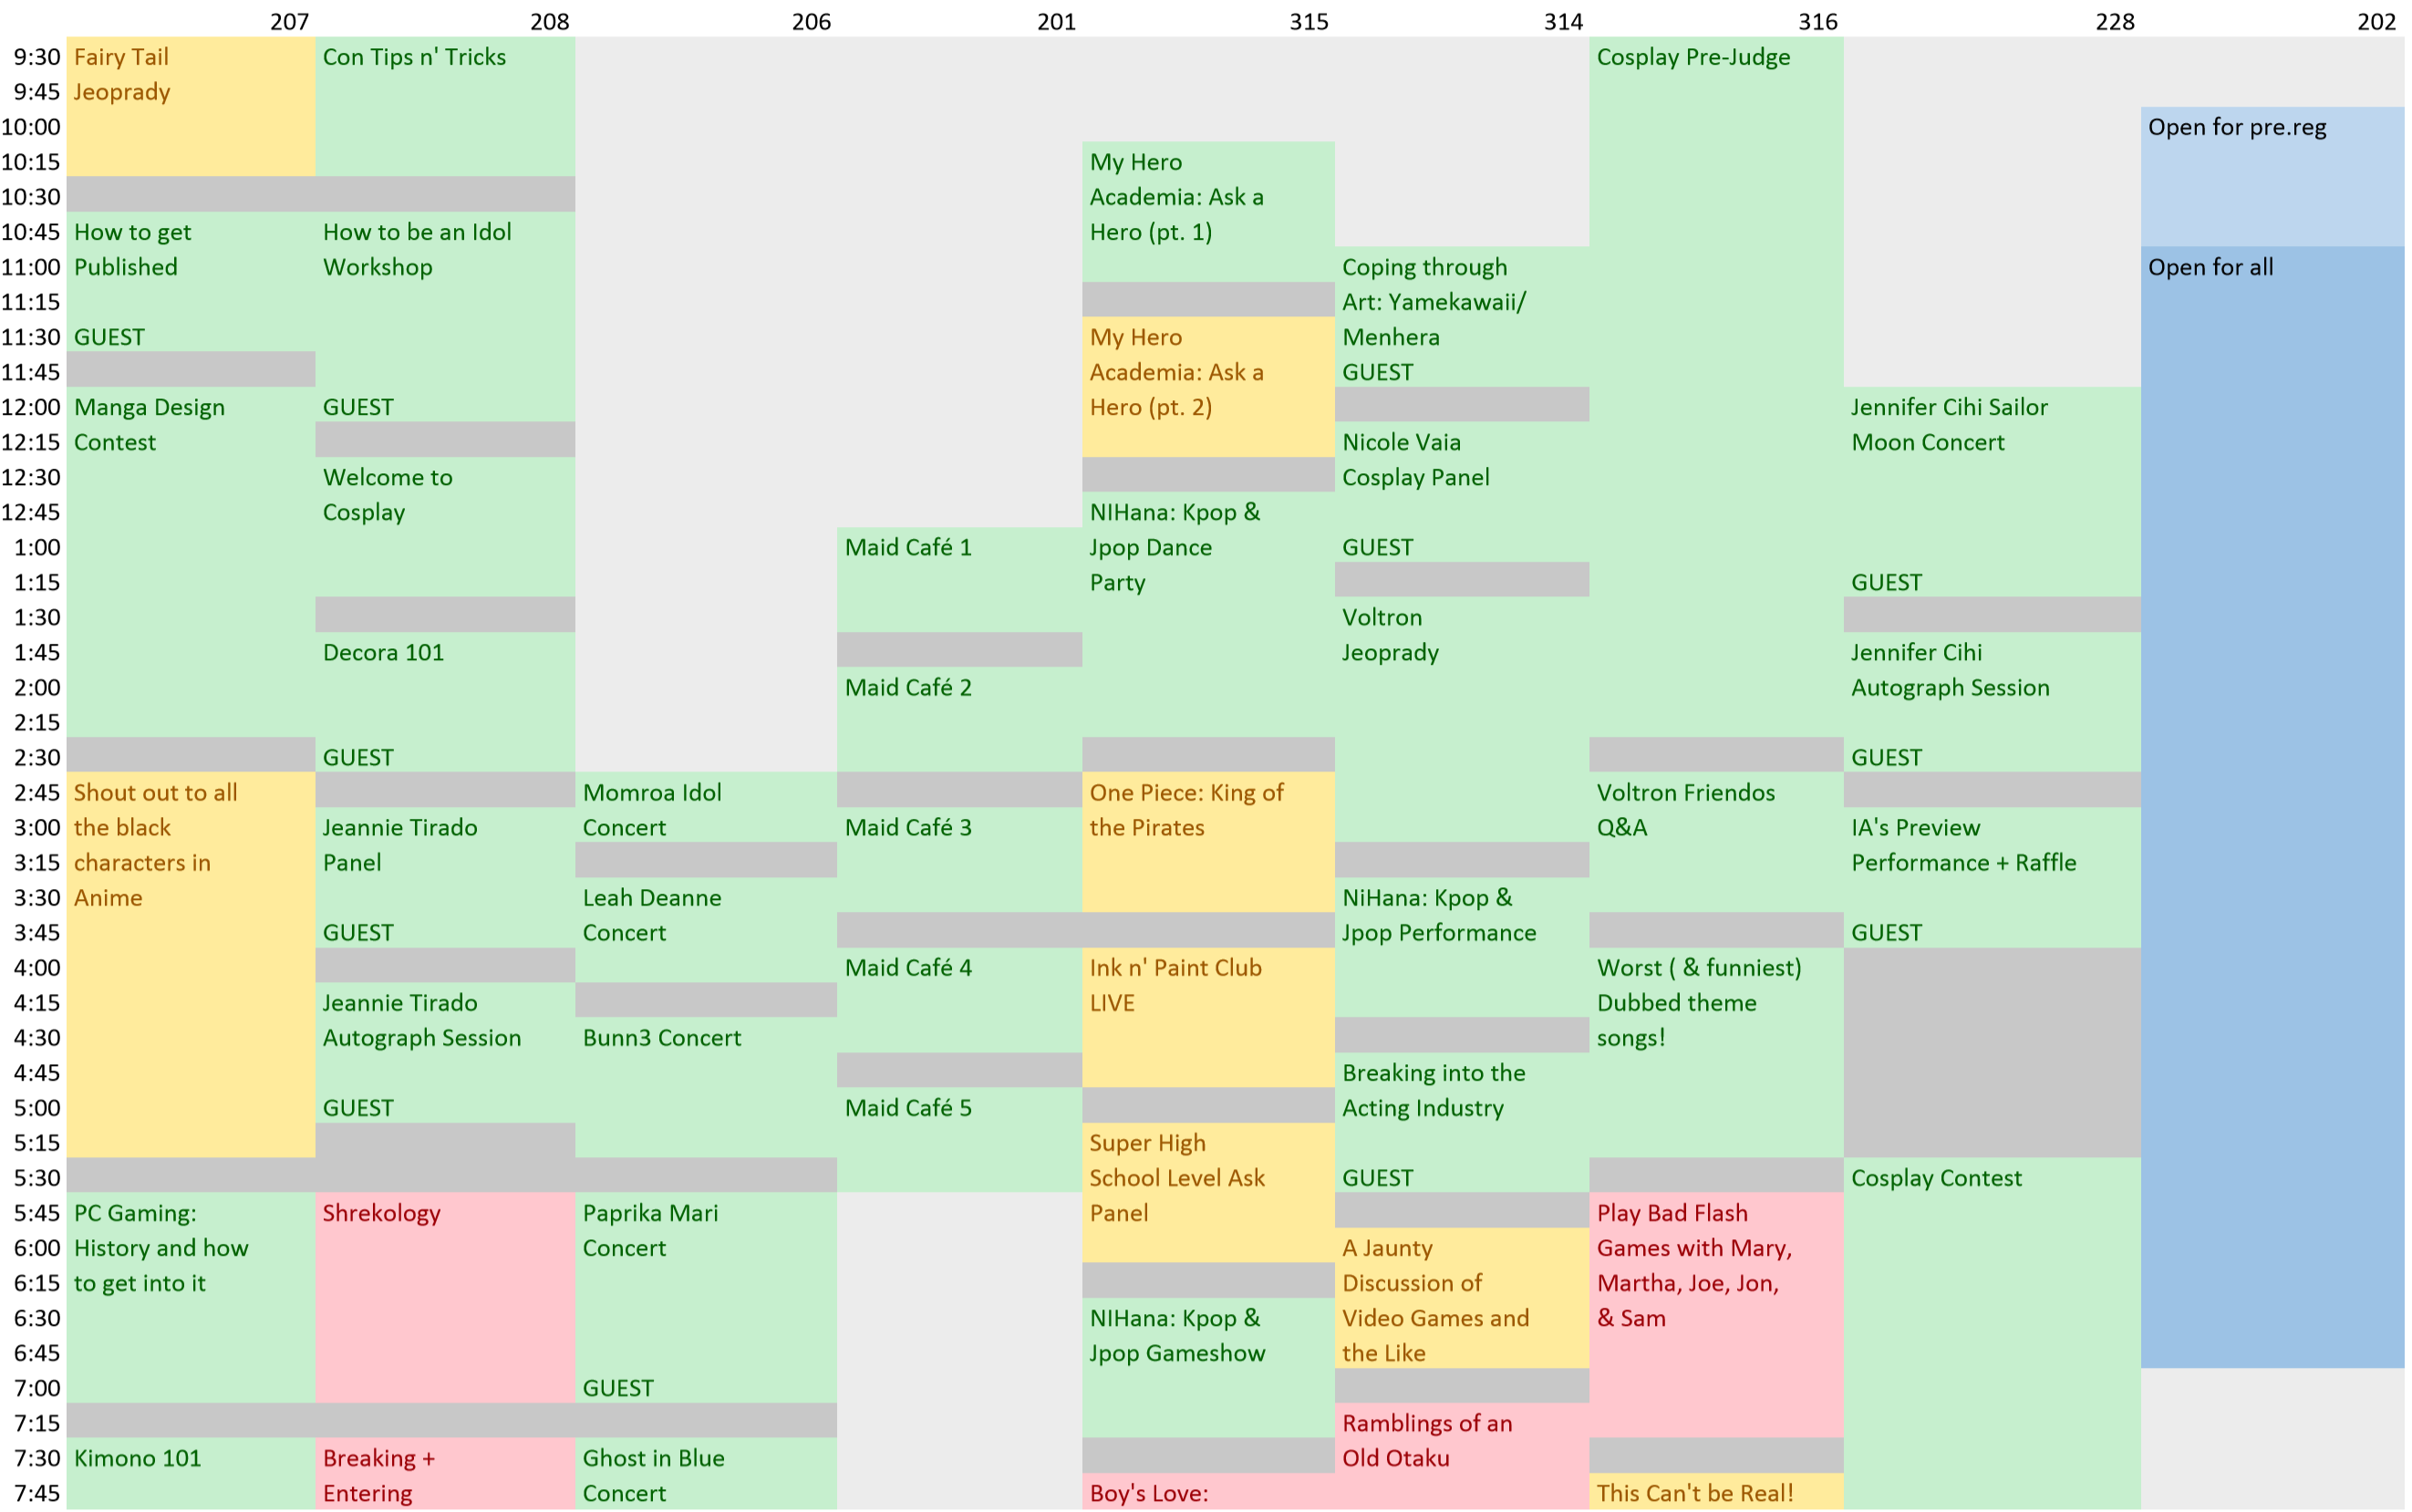 207 208 206 201 315 314 316 228 202
9:30 Fairy Tail Con Tips n' Tricks Cosplay Pre-Judge
9:45 Jeoprady
10:00 Open for pre.reg
10:15 My Hero
10:30 Academia: Ask a
10:45 How to get How to be an Idol Hero (pt. 1)
11:00 Published Workshop Coping through Open for all
11:15 Art: Yamekawaii/
11:30 GUEST My Hero Menhera
11:45 Academia: Ask a GUEST
12:00 Manga Design GUEST Hero (pt. 2) Jennifer Cihi Sailor
12:15 Contest Nicole Vaia Moon Concert
12:30 Welcome to Cosplay Panel
12:45 Cosplay NIHana: Kpop &
1:00 Maid Café 1 Jpop Dance GUEST
1:15 Party GUEST
1:30 Voltron
1:45 Decora 101 Jeoprady Jennifer Cihi
2:00 Maid Café 2 Autograph Session
2:15
2:30 GUEST GUEST
2:45 Shout out to all Momroa Idol One Piece: King of Voltron Friendos
3:00 the black Jeannie Tirado Concert Maid Café 3 the Pirates Q&A IA's Preview
3:15 characters in Panel Performance + Raffle
3:30 Anime Leah Deanne NiHana: Kpop &
3:45 GUEST Concert Jpop Performance GUEST
4:00 Maid Café 4 Ink n' Paint Club Worst ( & funniest)
4:15 Jeannie Tirado LIVE Dubbed theme
4:30 Autograph Session Bunn3 Concert songs!
4:45 Breaking into the
5:00 GUEST Maid Café 5 Acting Industry
5:15 Super High
5:30 School Level Ask GUEST Cosplay Contest
5:45 PC Gaming: Shrekology Paprika Mari Panel Play Bad Flash
6:00 History and how Concert A Jaunty Games with Mary,
6:15 to get into it Discussion of Martha, Joe, Jon,
6:30 NIHana: Kpop & Video Games and & Sam
6:45 Jpop Gameshow the Like
7:00 GUEST
7:15 Ramblings of an
7:30 Kimono 101 Breaking + Ghost in Blue Old Otaku
7:45 Entering Concert Boy's Love: This Can't be Real!